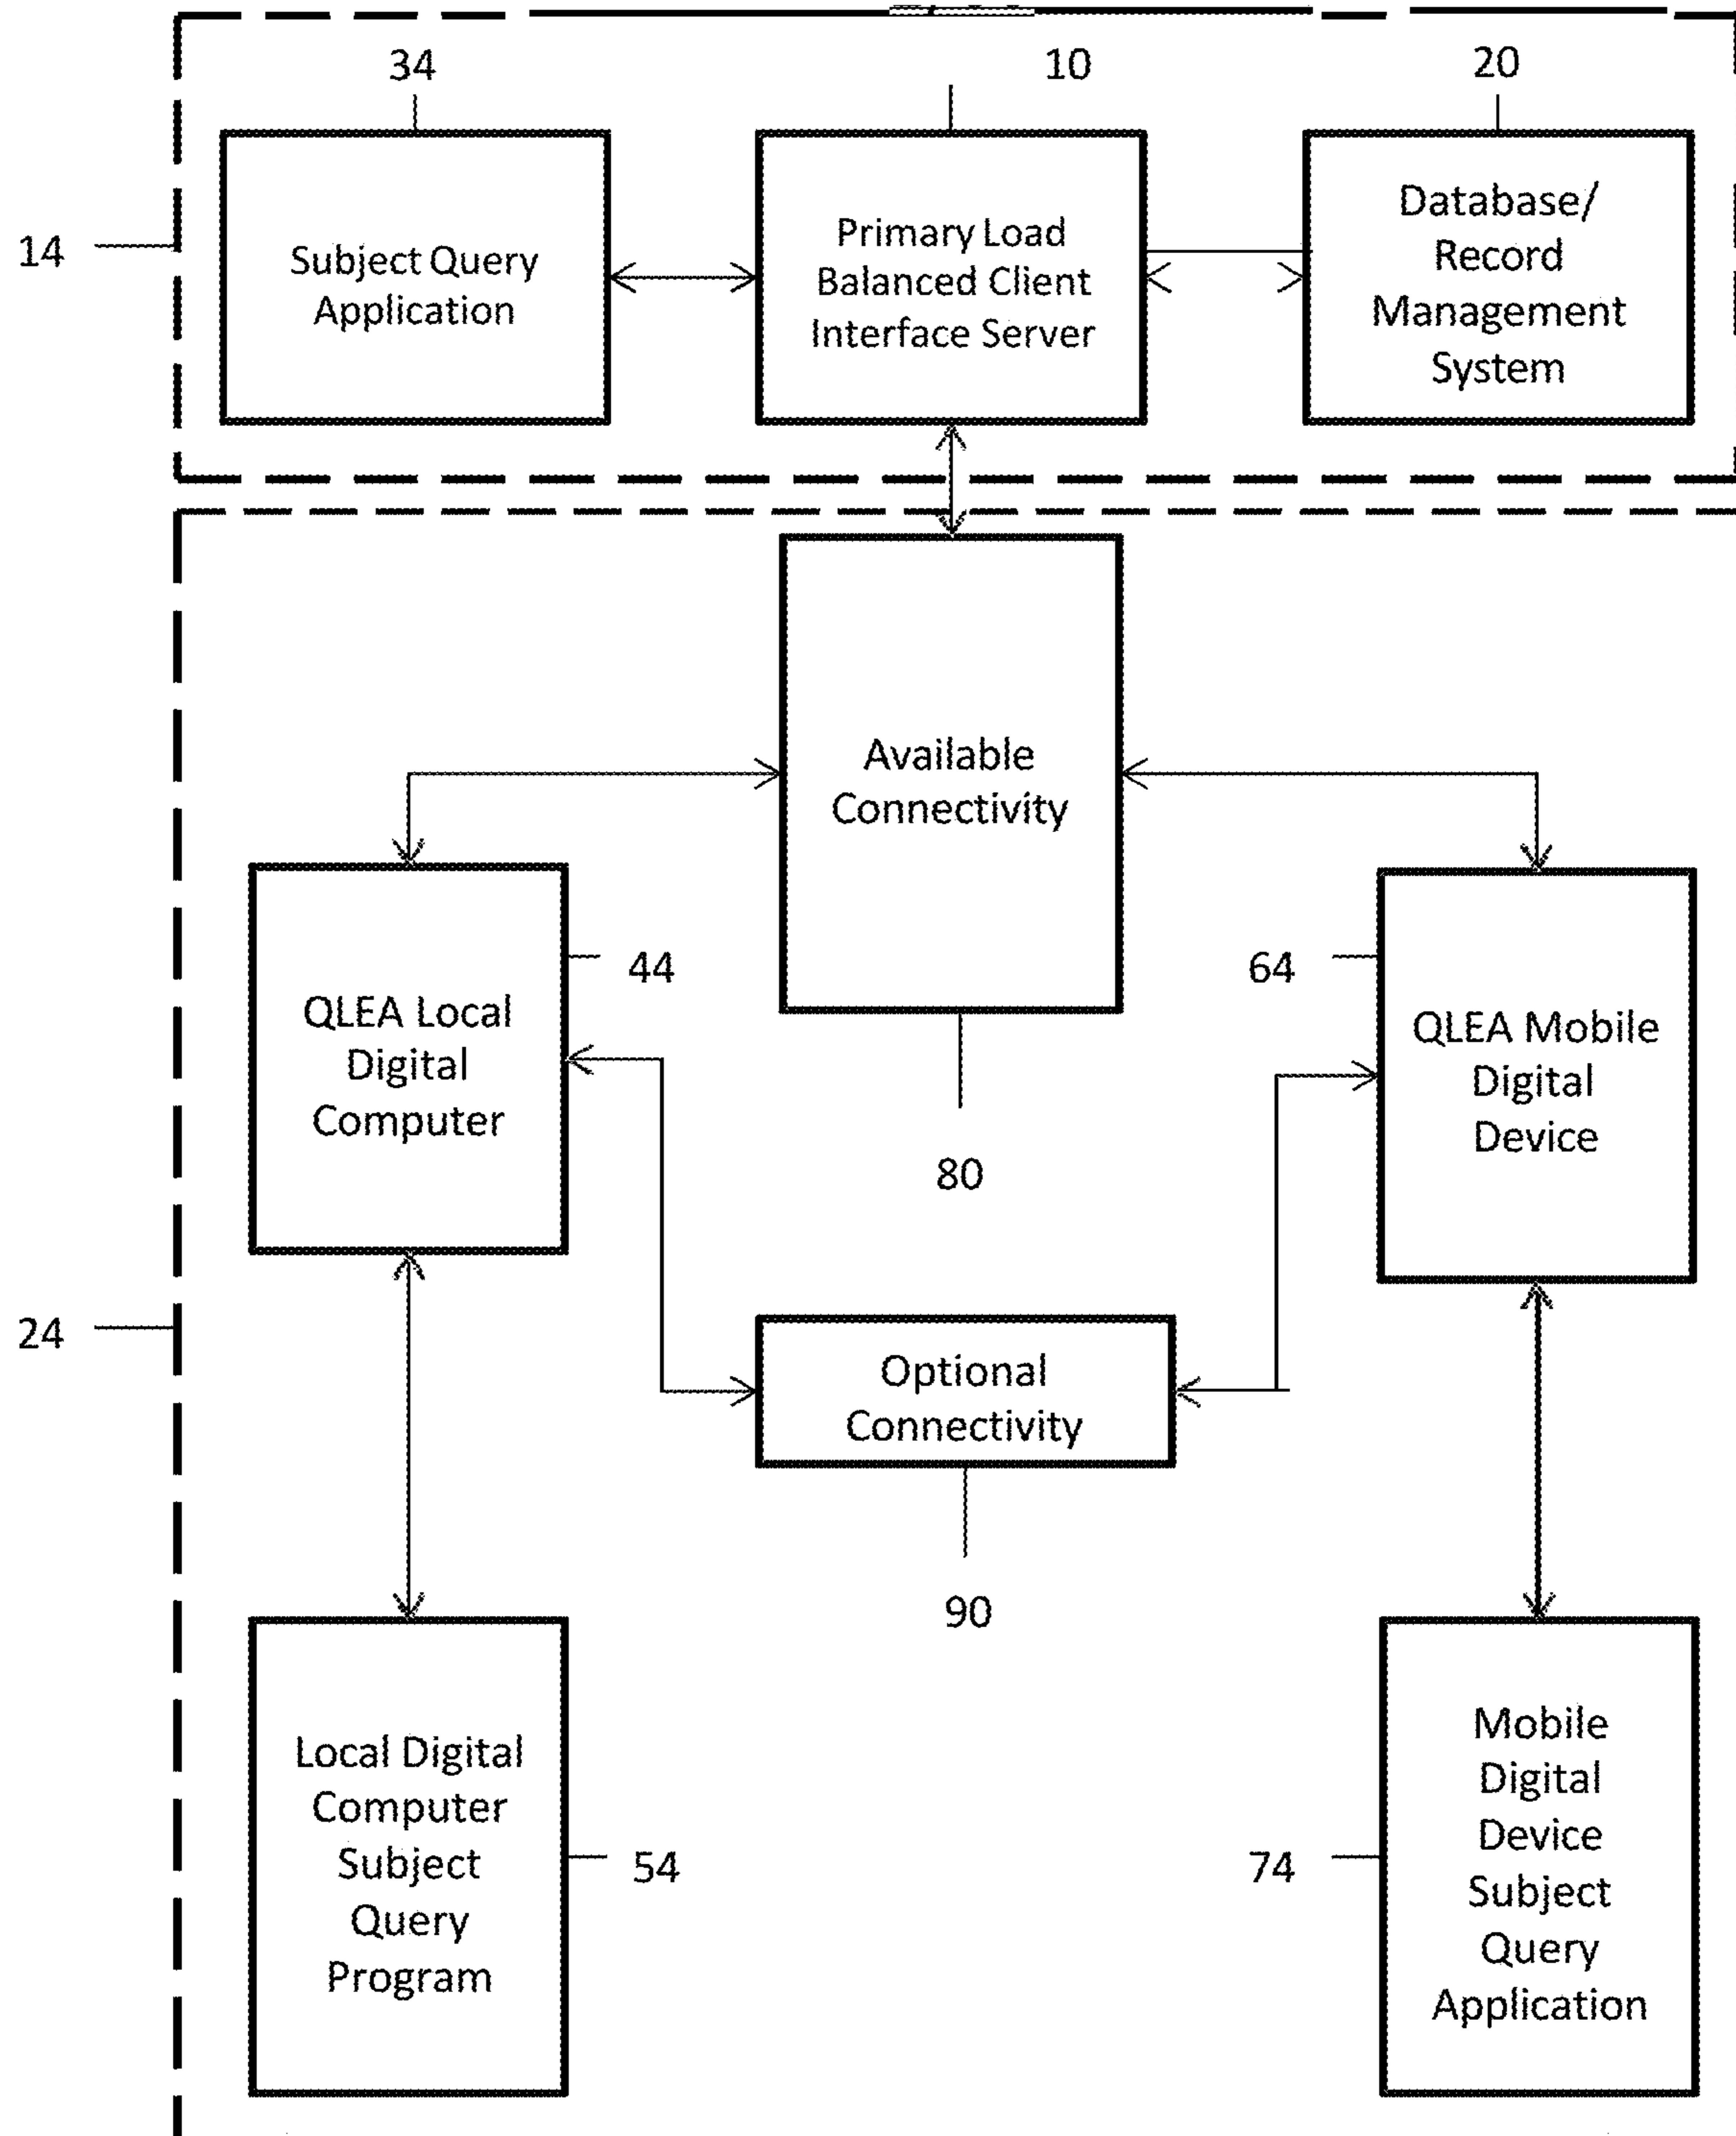 34
10
20
14
Subject Query
Application
Primary Load
Balanced Client
Interface Server
Database/
Record
Management
System
Available
Connectivity
44
64
QLEA Local
Digital
Computer
QLEA Mobile
Digital
Device
80
24
Optional
Connectivity
90
Local Digital
Computer
Subject
Query
Program
54
74
Mobile
Digital
Device
Subject
Query
Application